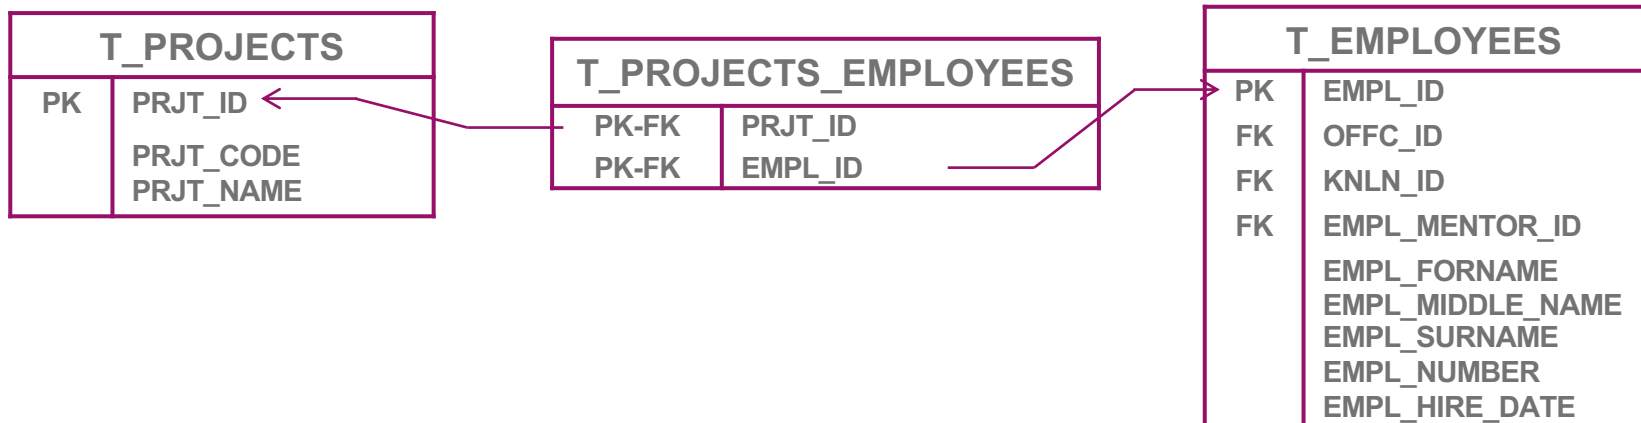 T_PROJECTS
PK PRJT_ID
PRJT_CODE
PRJT_NAME
T_PROJECTS_EMPLOYEES
PK-FK PRJT_ID
PK-FK EMPL_ID
T_EMPLOYEES
PK EMPL_ID
FK OFFC_ID
FK KNLN_ID
FK EMPL_MENTOR_ID
EMPL_FORNAME
EMPL_MIDDLE_NAME
EMPL_SURNAME
EMPL_NUMBER
EMPL_HIRE_DATE